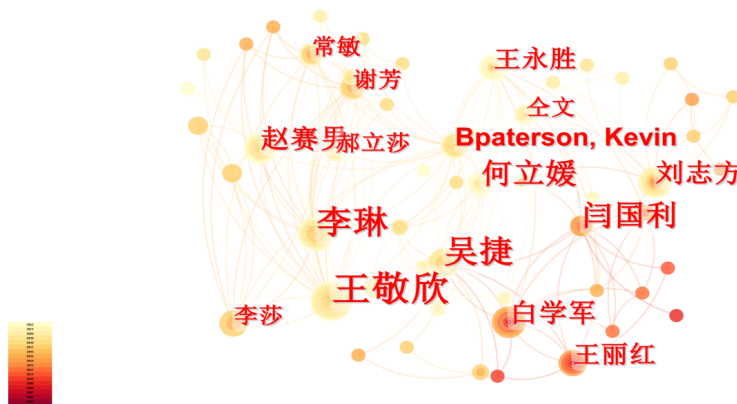 常敏
王永胜
谢芳
仝文
赵赛男
郝立莎
Bpaterson, Kevin
何立媛
刘志方
李琳
闫国利
吴捷
王敬欣
李莎
白学军
王丽红